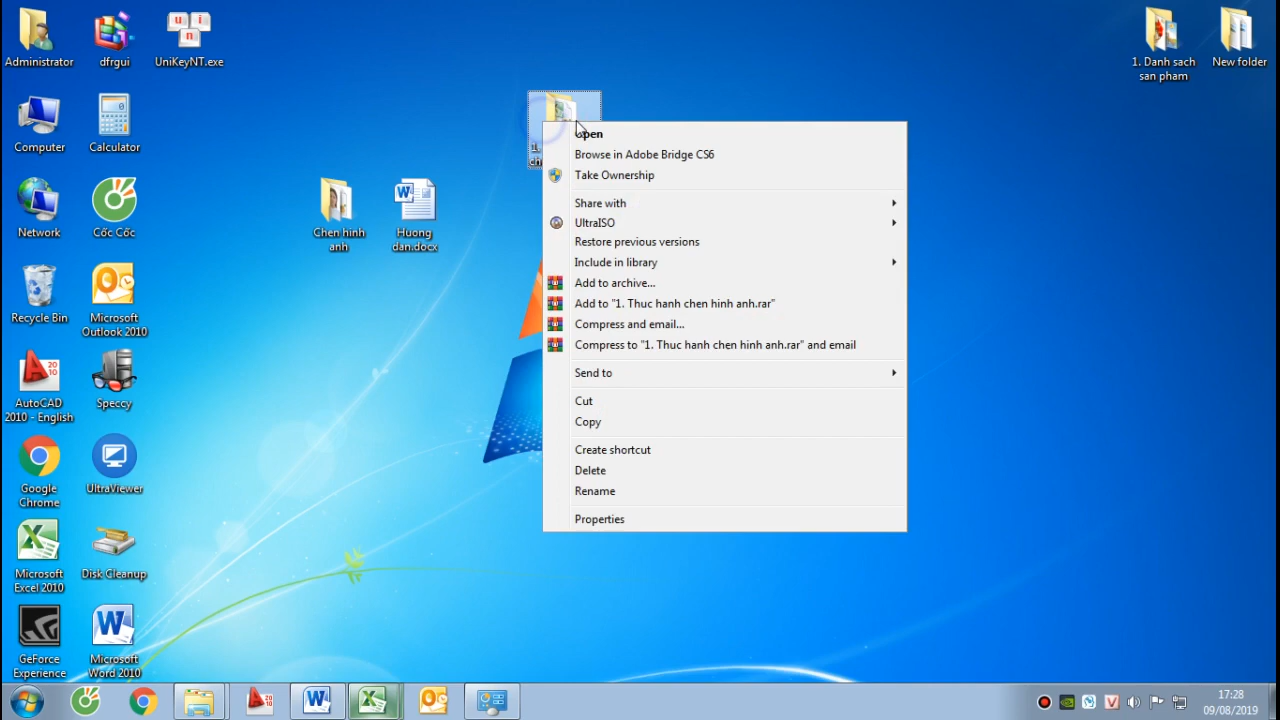 Administrator
dfrgui
UniKeyNT.exe
1. Danh sach
san pham
New folder
Computer
Calculator
Network
Cốc Cốc
Chen hinh
anh
Huong
dan.docx
Recycle Bin
Microsoft
Outlook 2010
AutoCAD
2010 - English
Speccy
Google
Chrome
UltraViewer
Microsoft
Excel 2010
Disk Cleanup
GeForce
Experience
Microsoft
Word 2010
1.
ch
Open
Browse in Adobe Bridge CS6
Take Ownership
Share with
UltraISO
Restore previous versions
Include in library
Add to archive...
Add to "1. Thuc hanh chen hinh anh.rar"
Compress and email...
Compress to "1. Thuc hanh chen hinh anh.rar" and email
Send to
Cut
Copy
Create shortcut
Delete
Rename
Properties
17:28
09/08/2019